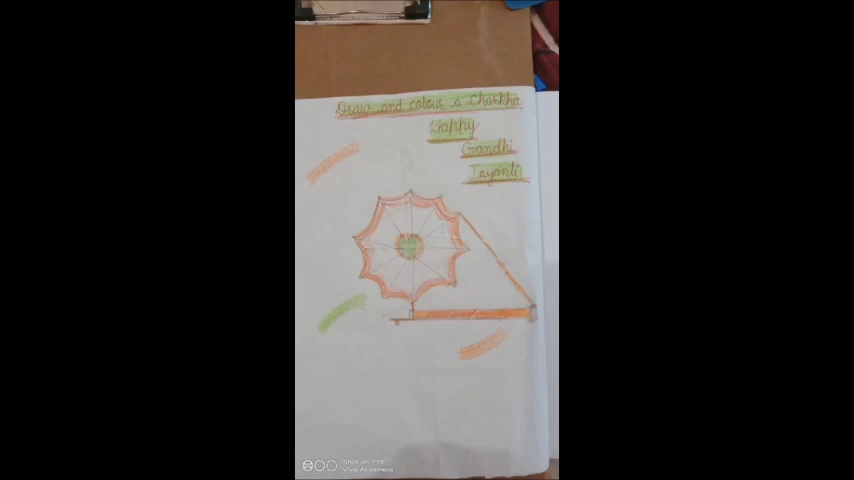 Draw and colour a Charkha
Happy
Gandhi
Jayanti
Shot on Y15
Vivo AI camera